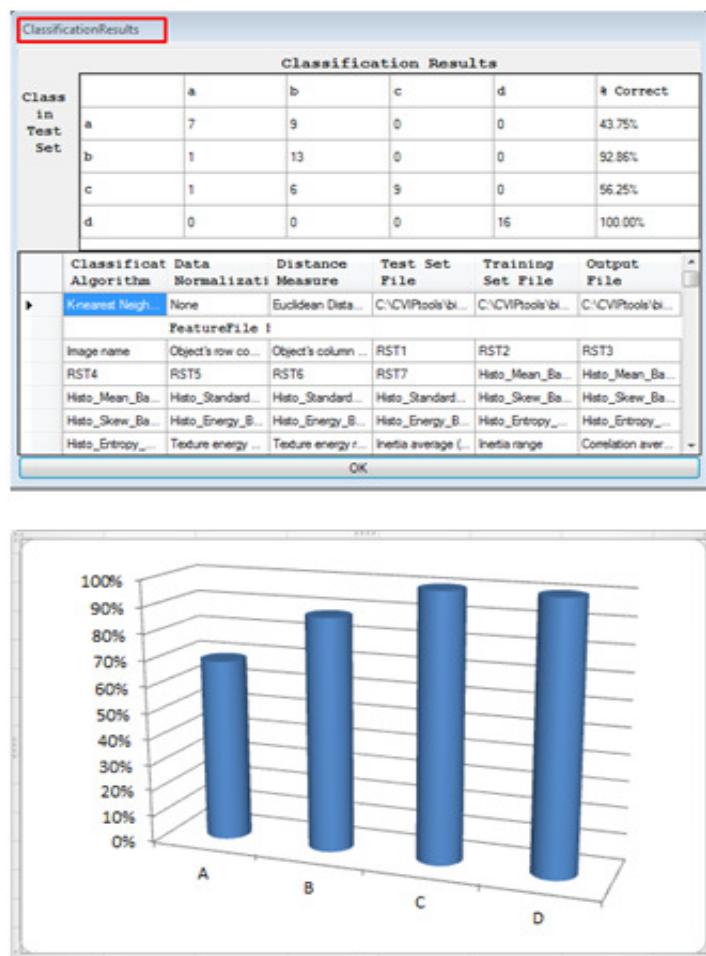 ClassificationResults
Classification Results
Class in Test Set
a b c d % Correct
a 7 9 0 0 43.75%
b 1 13 0 0 92.86%
c 1 6 9 0 56.25%
d 0 0 0 16 100.00%
Classificat Algorithm Data Normalizati Distance Measure Test Set File Training Set File Output File
K-nearest Neigh... None Euclidean Dista... C:\CVIPtools\bi... C:\CVIPtools\bi... C:\CVIPtools\bi...
FeatureFile
Image name Object's row co... Object's column ... RST1 RST2 RST3
RST4 RST5 RST6 RST7 Histo_Mean_Ba... Histo_Mean_Ba...
Histo_Mean_Ba... Histo_Standard... Histo_Standard... Histo_Standard... Histo_Skew_Ba... Histo_Skew_Ba...
Histo_Skew_Ba... Histo_Energy_B... Histo_Energy_B... Histo_Energy_B... Histo_Entropy_... Histo_Entropy_...
Histo_Entropy_... Texture energy ... Texture energy r... Inertia average (... Inertia range Correlation aver...
OK
100%
90%
80%
70%
60%
50%
40%
30%
20%
10%
0%
A B C D